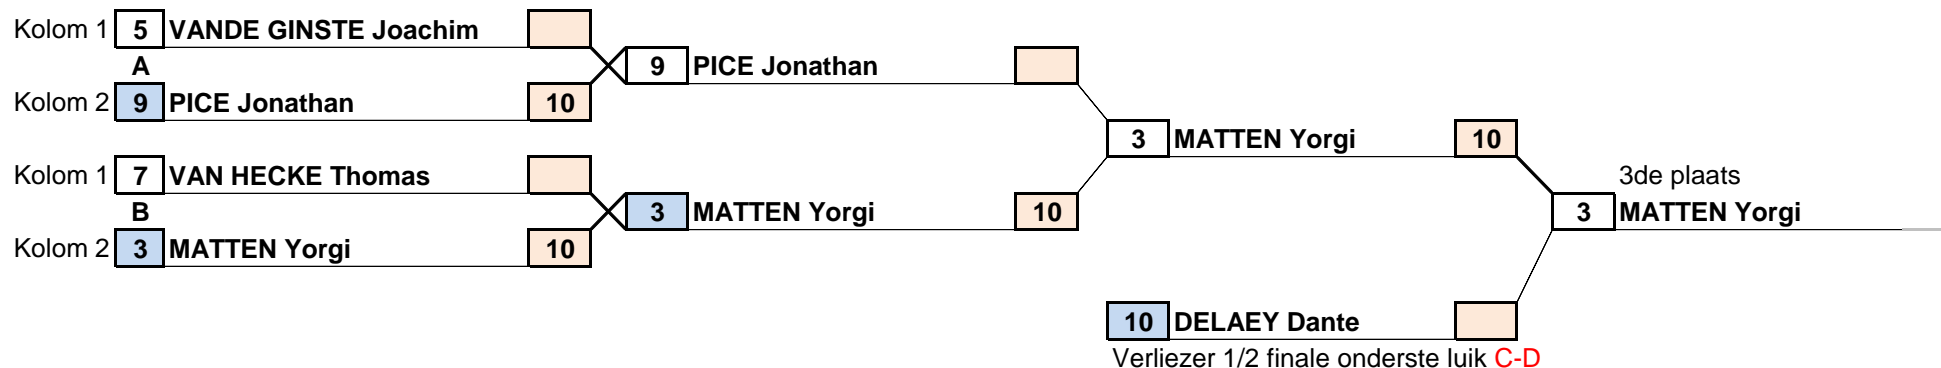 Kolom 1 5 VANDE GINSTE Joachim
A 9 PICE Jonathan
Kolom 2 9 PICE Jonathan 10
3 MATTEN Yorgi 10
Kolom 1 7 VAN HECKE Thomas 3de plaats
B 3 MATTEN Yorgi 10 3 MATTEN Yorgi
Kolom 2 3 MATTEN Yorgi 10
10 DELAEY Dante
Verliezer 1/2 finale onderste luik C-D